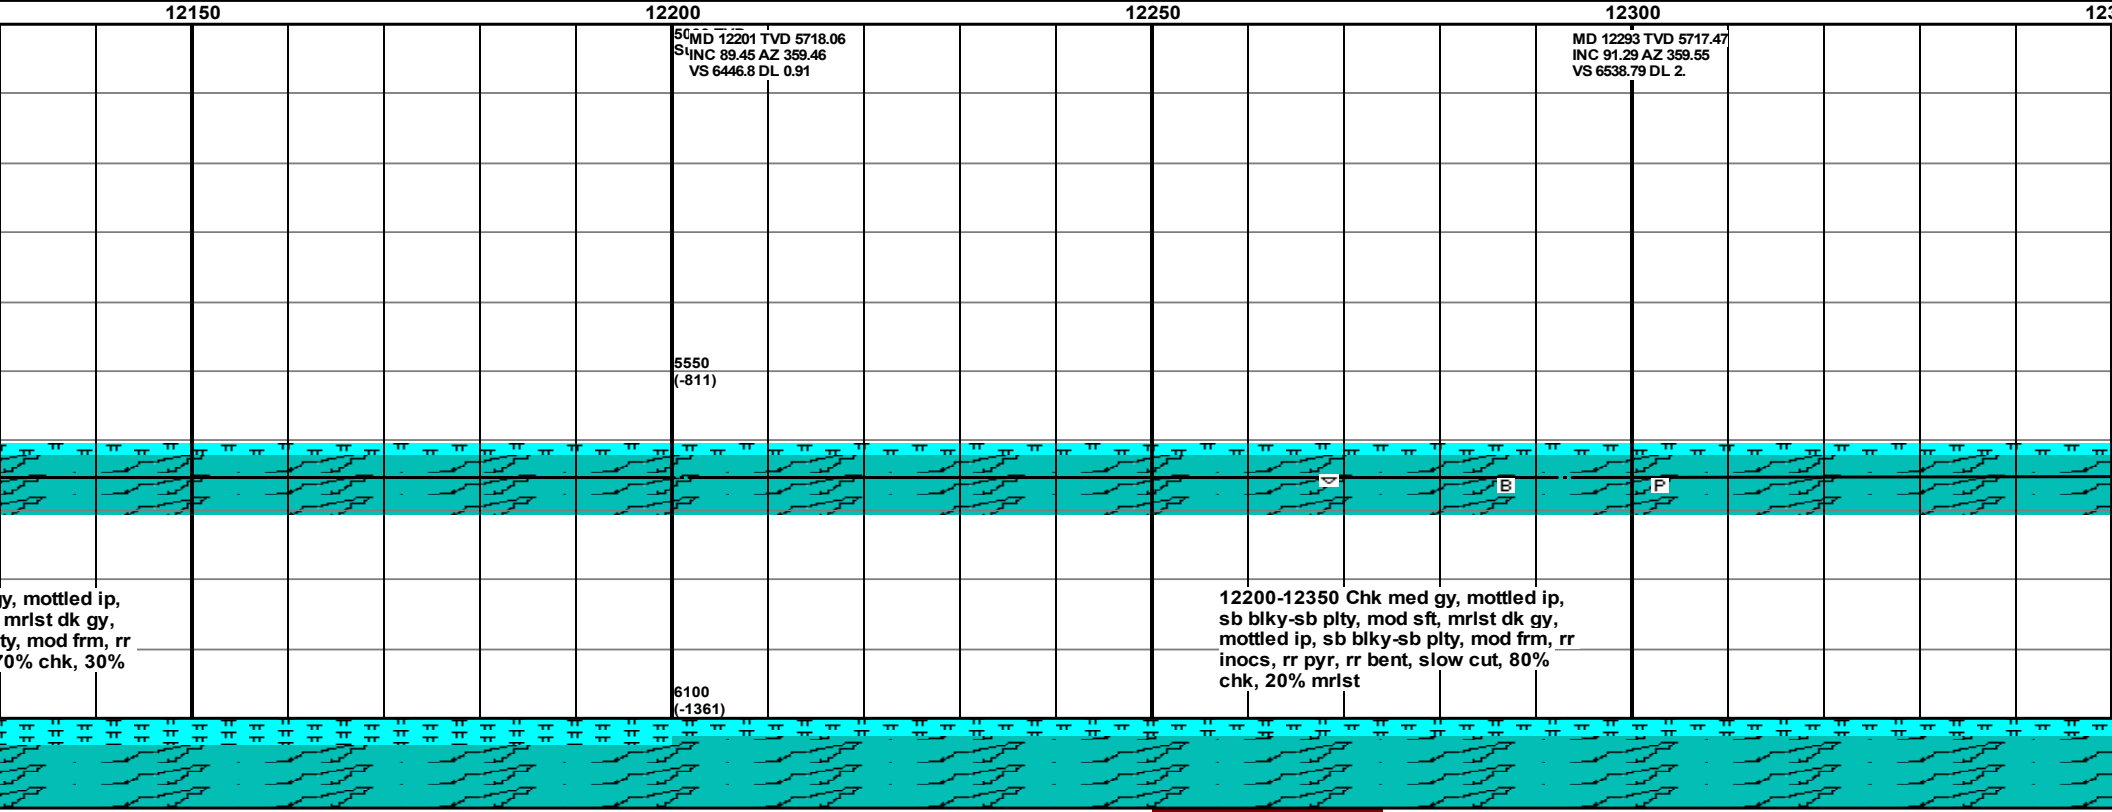 12150
12200
12250
12300
MD 12201 TVD 5718.06
INC 89.45 AZ 359.46
VS 6446.8 DL 0.91
MD 12293 TVD 5717.47
INC 91.29 AZ 359.55
VS 6538.79 DL 2.
5550
(-811)
B
P
gy, mottled ip,
mrlst dk gy,
mod frm, rr
70% chk, 30%
12200-12350 Chk med gy, mottled ip,
sb blky-sb plty, mod sft, mrlst dk gy,
mottled ip, sb blky-sb plty, mod frm, rr
inocs, rr pyr, rr bent, slow cut, 80%
chk, 20% mrlst
6100
(-1361)